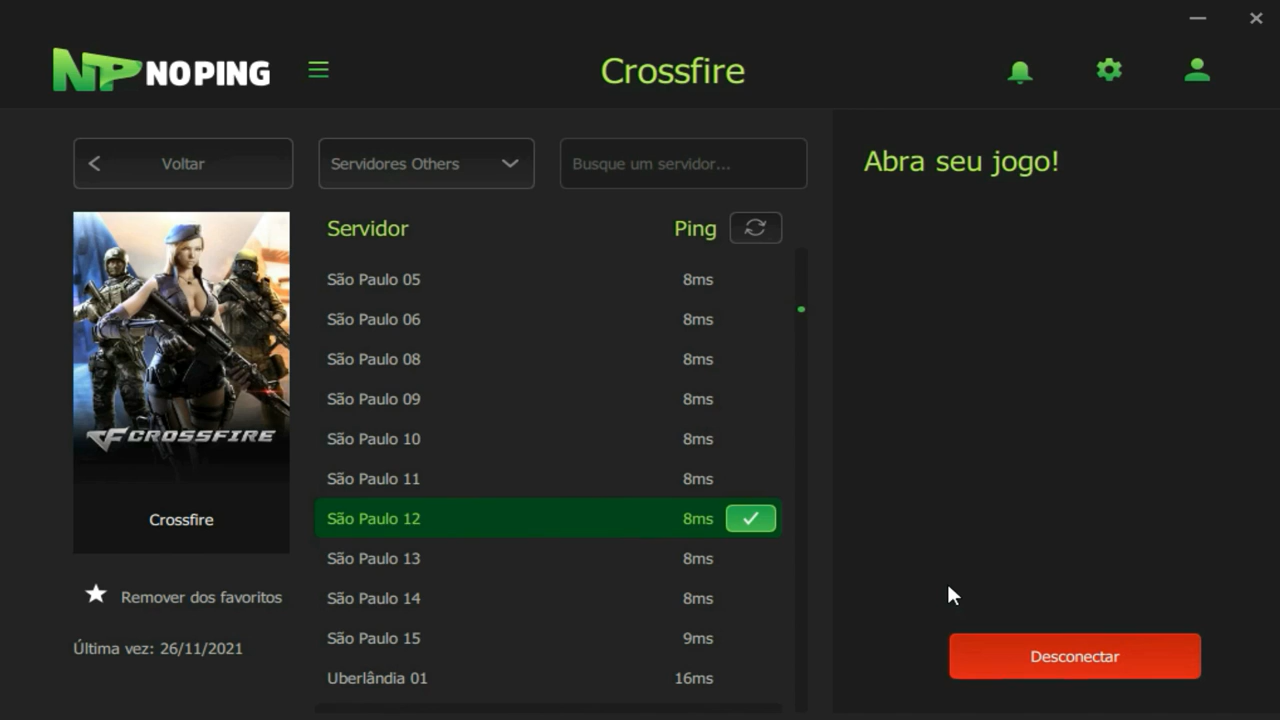 NP NOPING
Crossfire
Voltar
Servidores Others
Busque um servidor...
Abra seu jogo!
Servidor Ping
São Paulo 05 8ms
São Paulo 06 8ms
São Paulo 08 8ms
São Paulo 09 8ms
São Paulo 10 8ms
São Paulo 11 8ms
São Paulo 12 8ms
São Paulo 13 8ms
São Paulo 14 8ms
São Paulo 15 9ms
Uberlândia 01 16ms
CF CROSSFIRE
Crossfire
Remover dos favoritos
Última vez: 26/11/2021
Desconectar